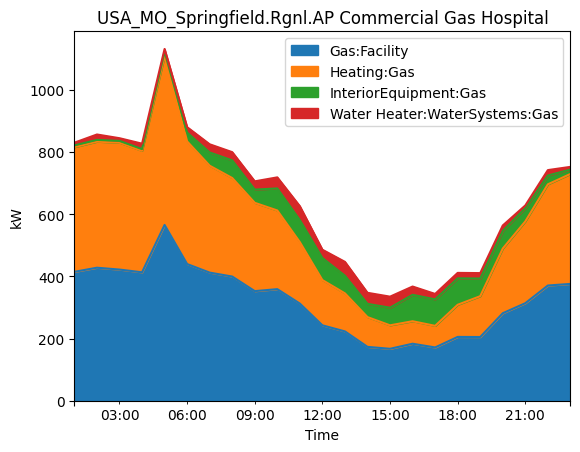 USA_MO_Springfield.Rgnl.AP Commercial Gas Hospital
Gas:Facility
Heating:Gas
InteriorEquipment:Gas
Water Heater:WaterSystems:Gas
1000
800
600
400
200
0
kW
03:00 06:00 09:00 12:00 15:00 18:00 21:00
Time